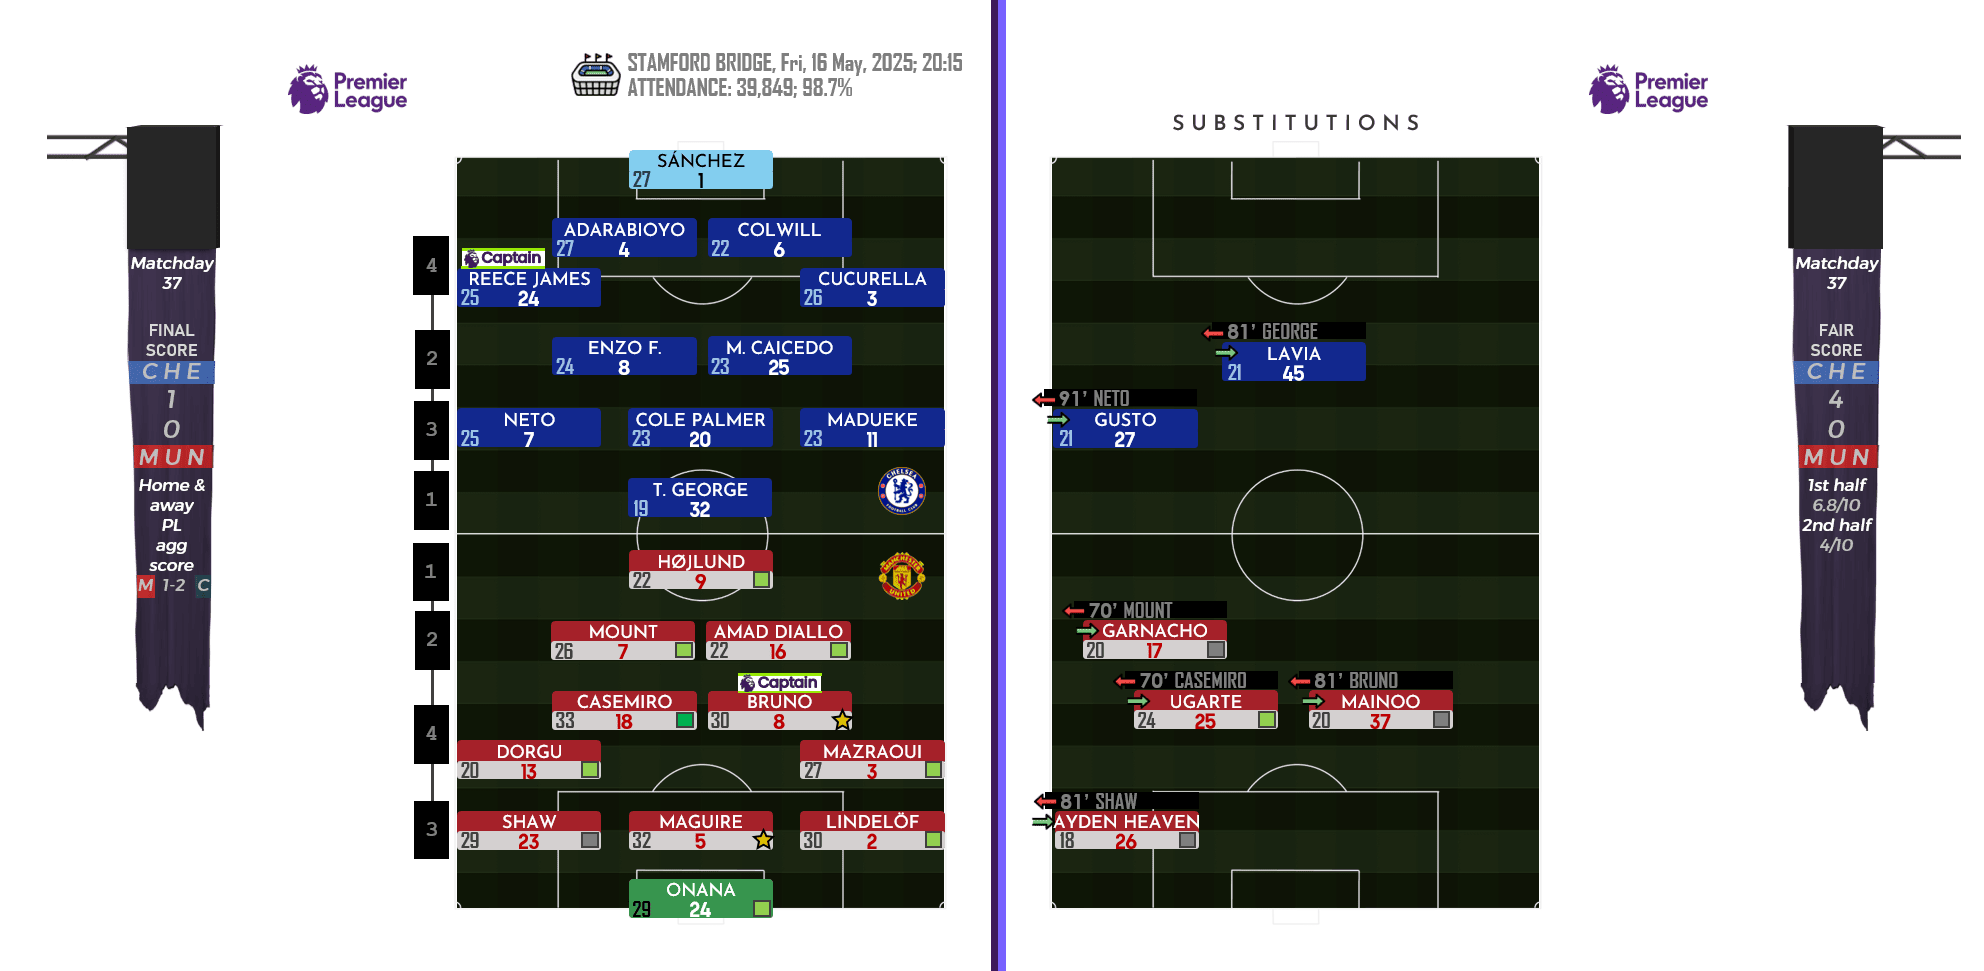 Premier League
STAMFORD BRIDGE, Fri, 16 May, 2025; 20:15
ATTENDANCE: 39,849; 98.7%
Matchday
37
FINAL
SCORE
CHE
1
0
MUN
Home &
away
PL
agg
score
M 1-2 C
SÁNCHEZ
27 1
4
ADARABIOYO
27 4
COLWILL
22 6
Captain
REECE JAMES
25 24
CUCURELLA
26 3
2
ENZO F.
24 8
M. CAICEDO
23 25
3
NETO
25 7
COLE PALMER
23 20
MADUEKE
23 11
1
T. GEORGE
19 32
CHELSEA
FOOTBALL CLUB
1
HØJLUND
22 9
MANCHESTER
UNITED
2
MOUNT
26 7
AMAD DIALLO
22 16
4
Captain
CASEMIRO
33 18
BRUNO
30 8
DORGU
20 13
MAZRAOUI
27 3
3
SHAW
29 23
MAGUIRE
32 5
LINDELÖF
30 2
ONANA
29 24
Premier League
SUBSTITUTIONS
81' GEORGE
LAVIA
21 45
91' NETO
GUSTO
21 27
70' MOUNT
GARNACHO
20 17
70' CASEMIRO
UGARTE
24 25
81' BRUNO
MAINOO
20 37
81' SHAW
AYDEN HEAVEN
18 26
Matchday
37
FAIR
SCORE
CHE
4
0
MUN
1st half
6.8/10
2nd half
4/10